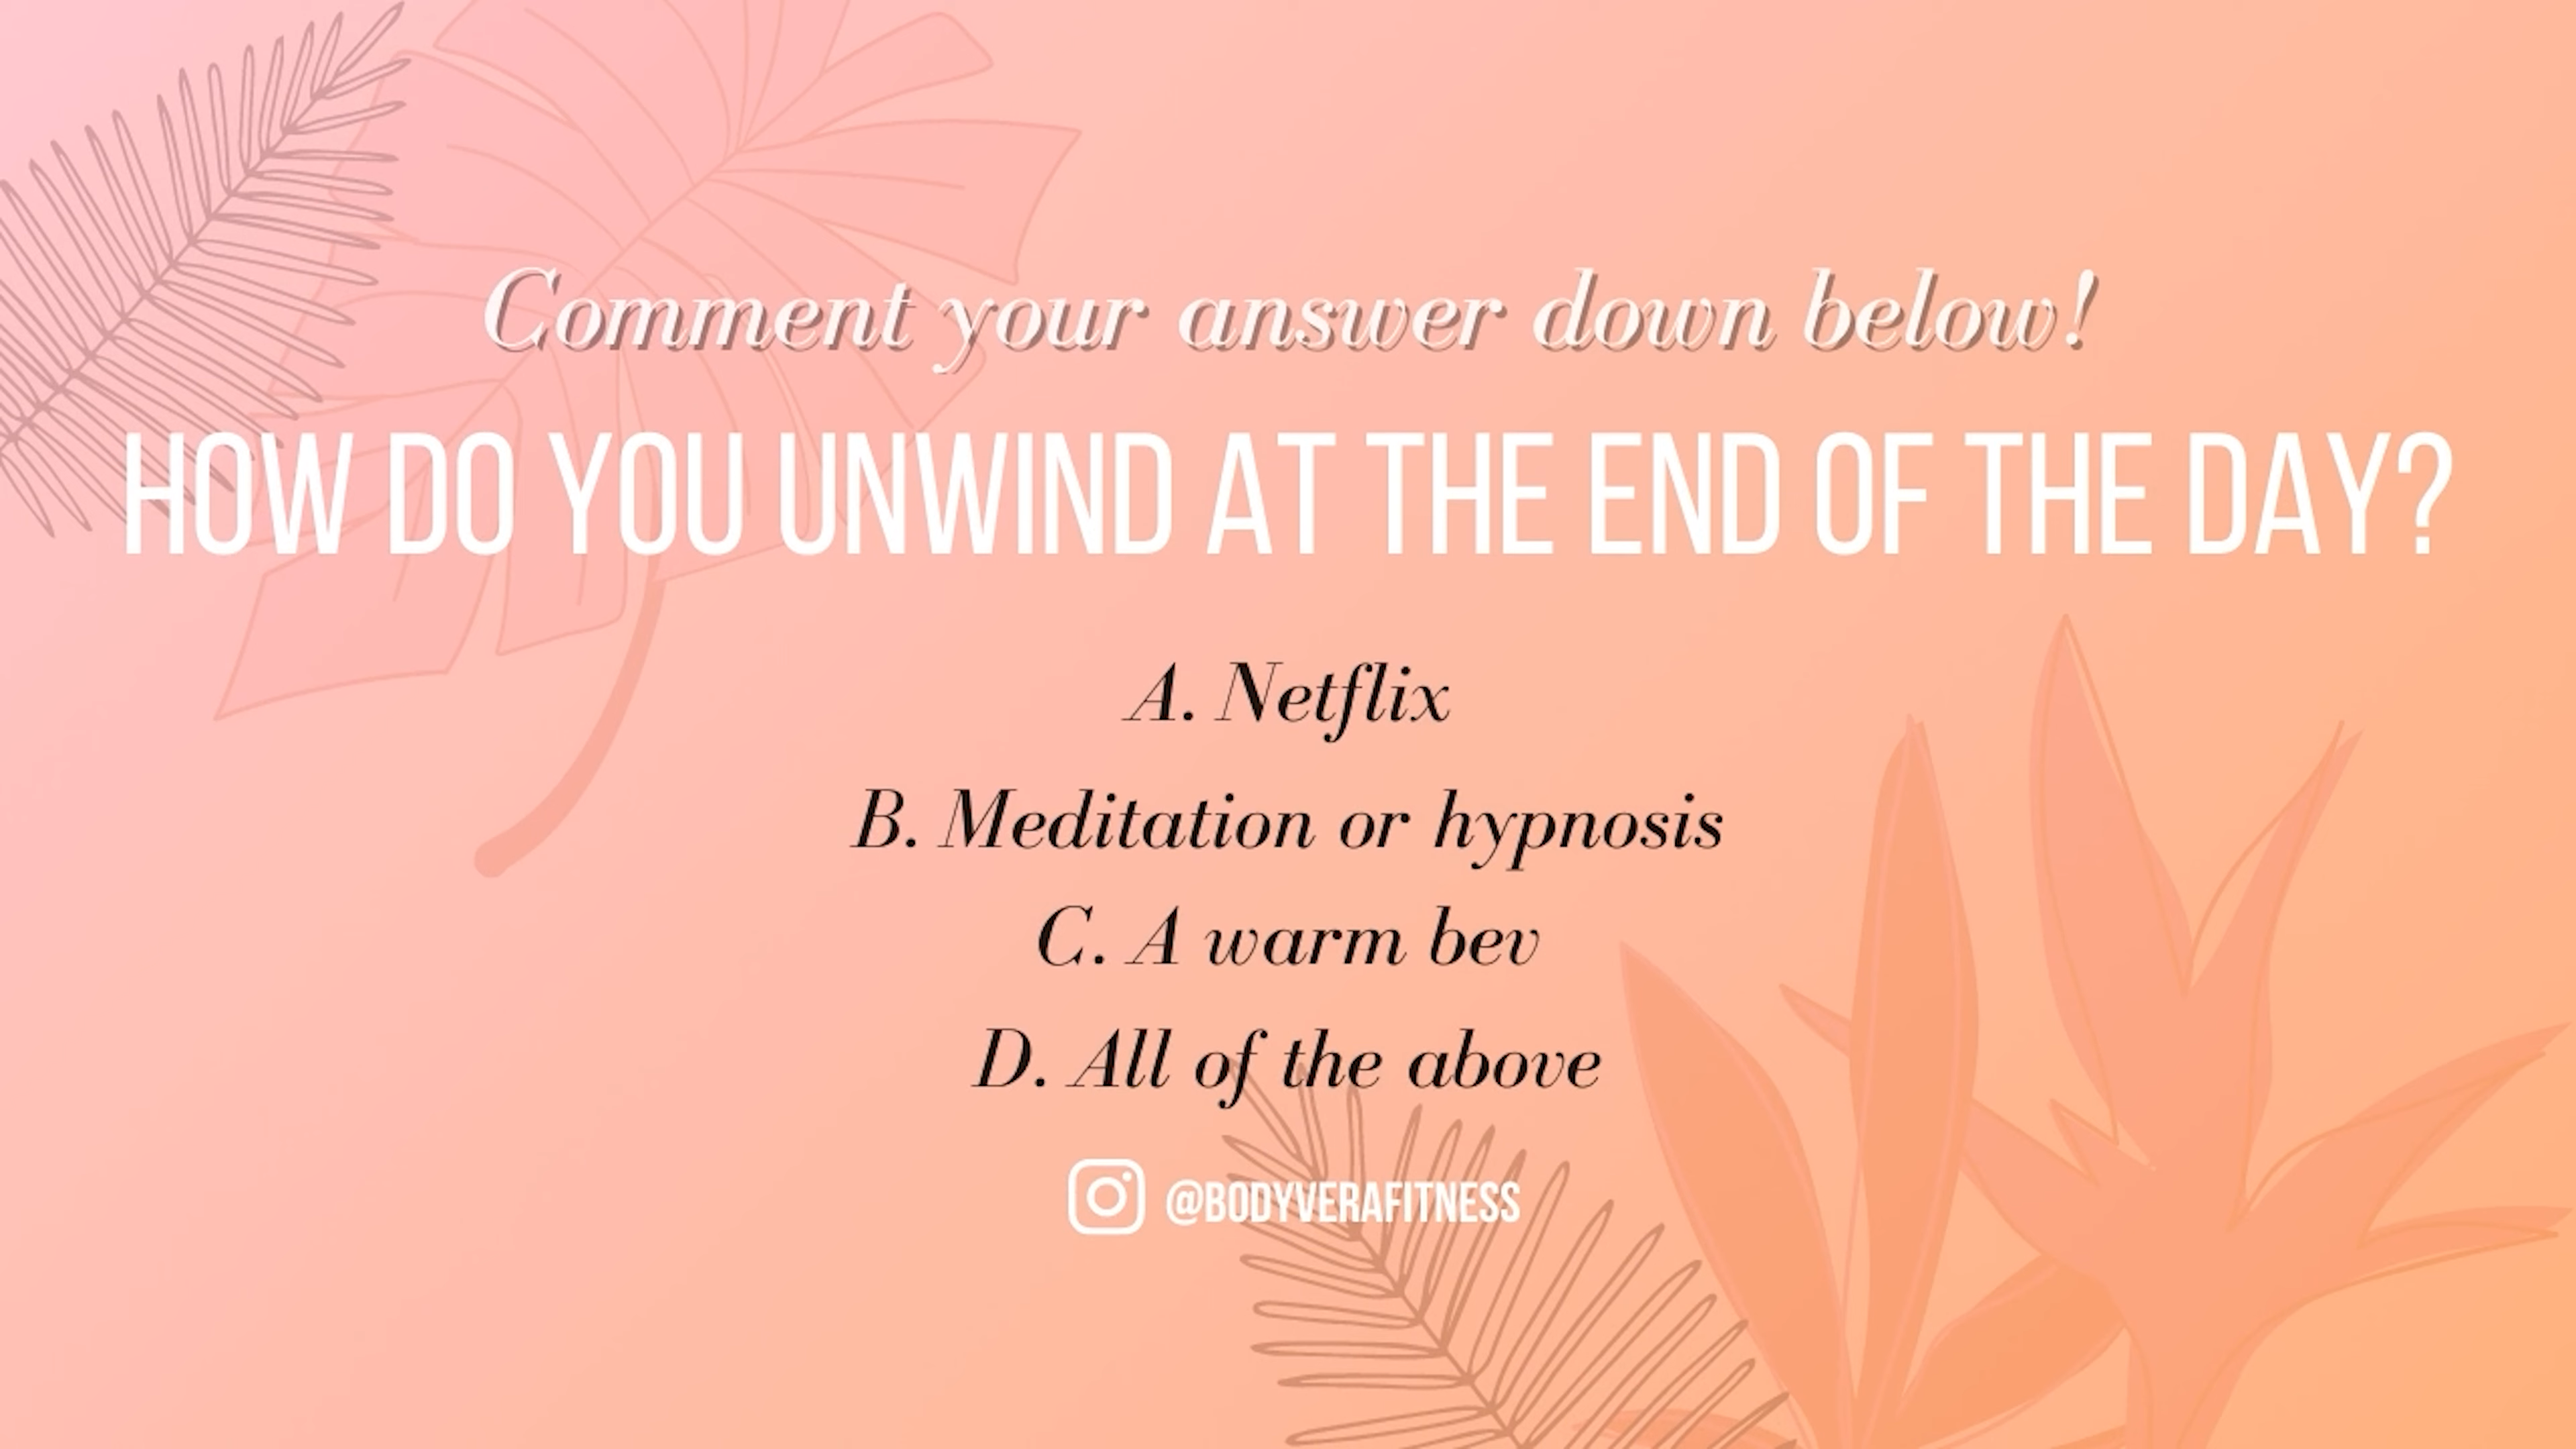 Comment your answer down below!
HOW DO YOU UNWIND AT THE END OF THE DAY?
A. Netflix
B. Meditation or hypnosis
C. A warm bev
D. All of the above
@BODYVERAFITNESS